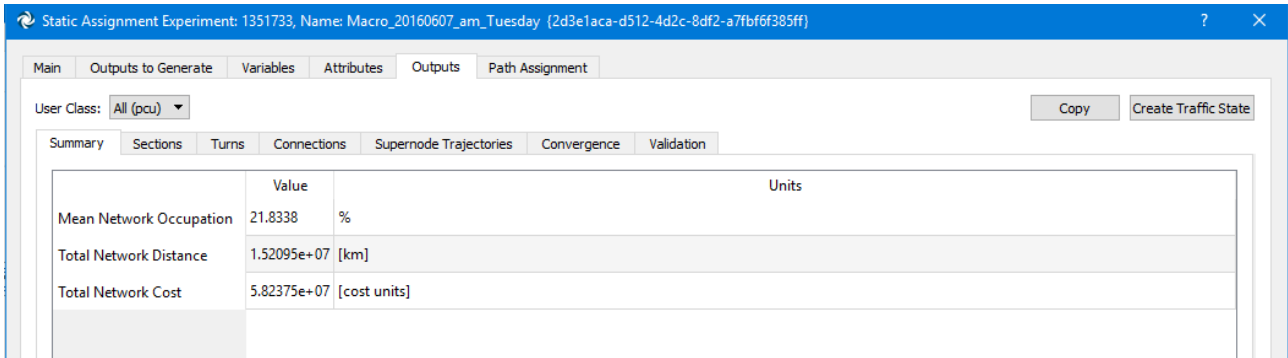 Static Assignment Experiment: 1351733, Name: Macro_20160607_am_Tuesday {2d3e1aca-d512-4d2c-8df2-a7fbf6f385ff} ? ×
Main Outputs to Generate Variables Attributes Outputs Path Assignment
User Class: All (pcu) Copy Create Traffic State
Summary Sections Turns Connections Supernode Trajectories Convergence Validation
Value Units
Mean Network Occupation 21.8338 %
Total Network Distance 1.52095e+07 [km]
Total Network Cost 5.82375e+07 [cost units]